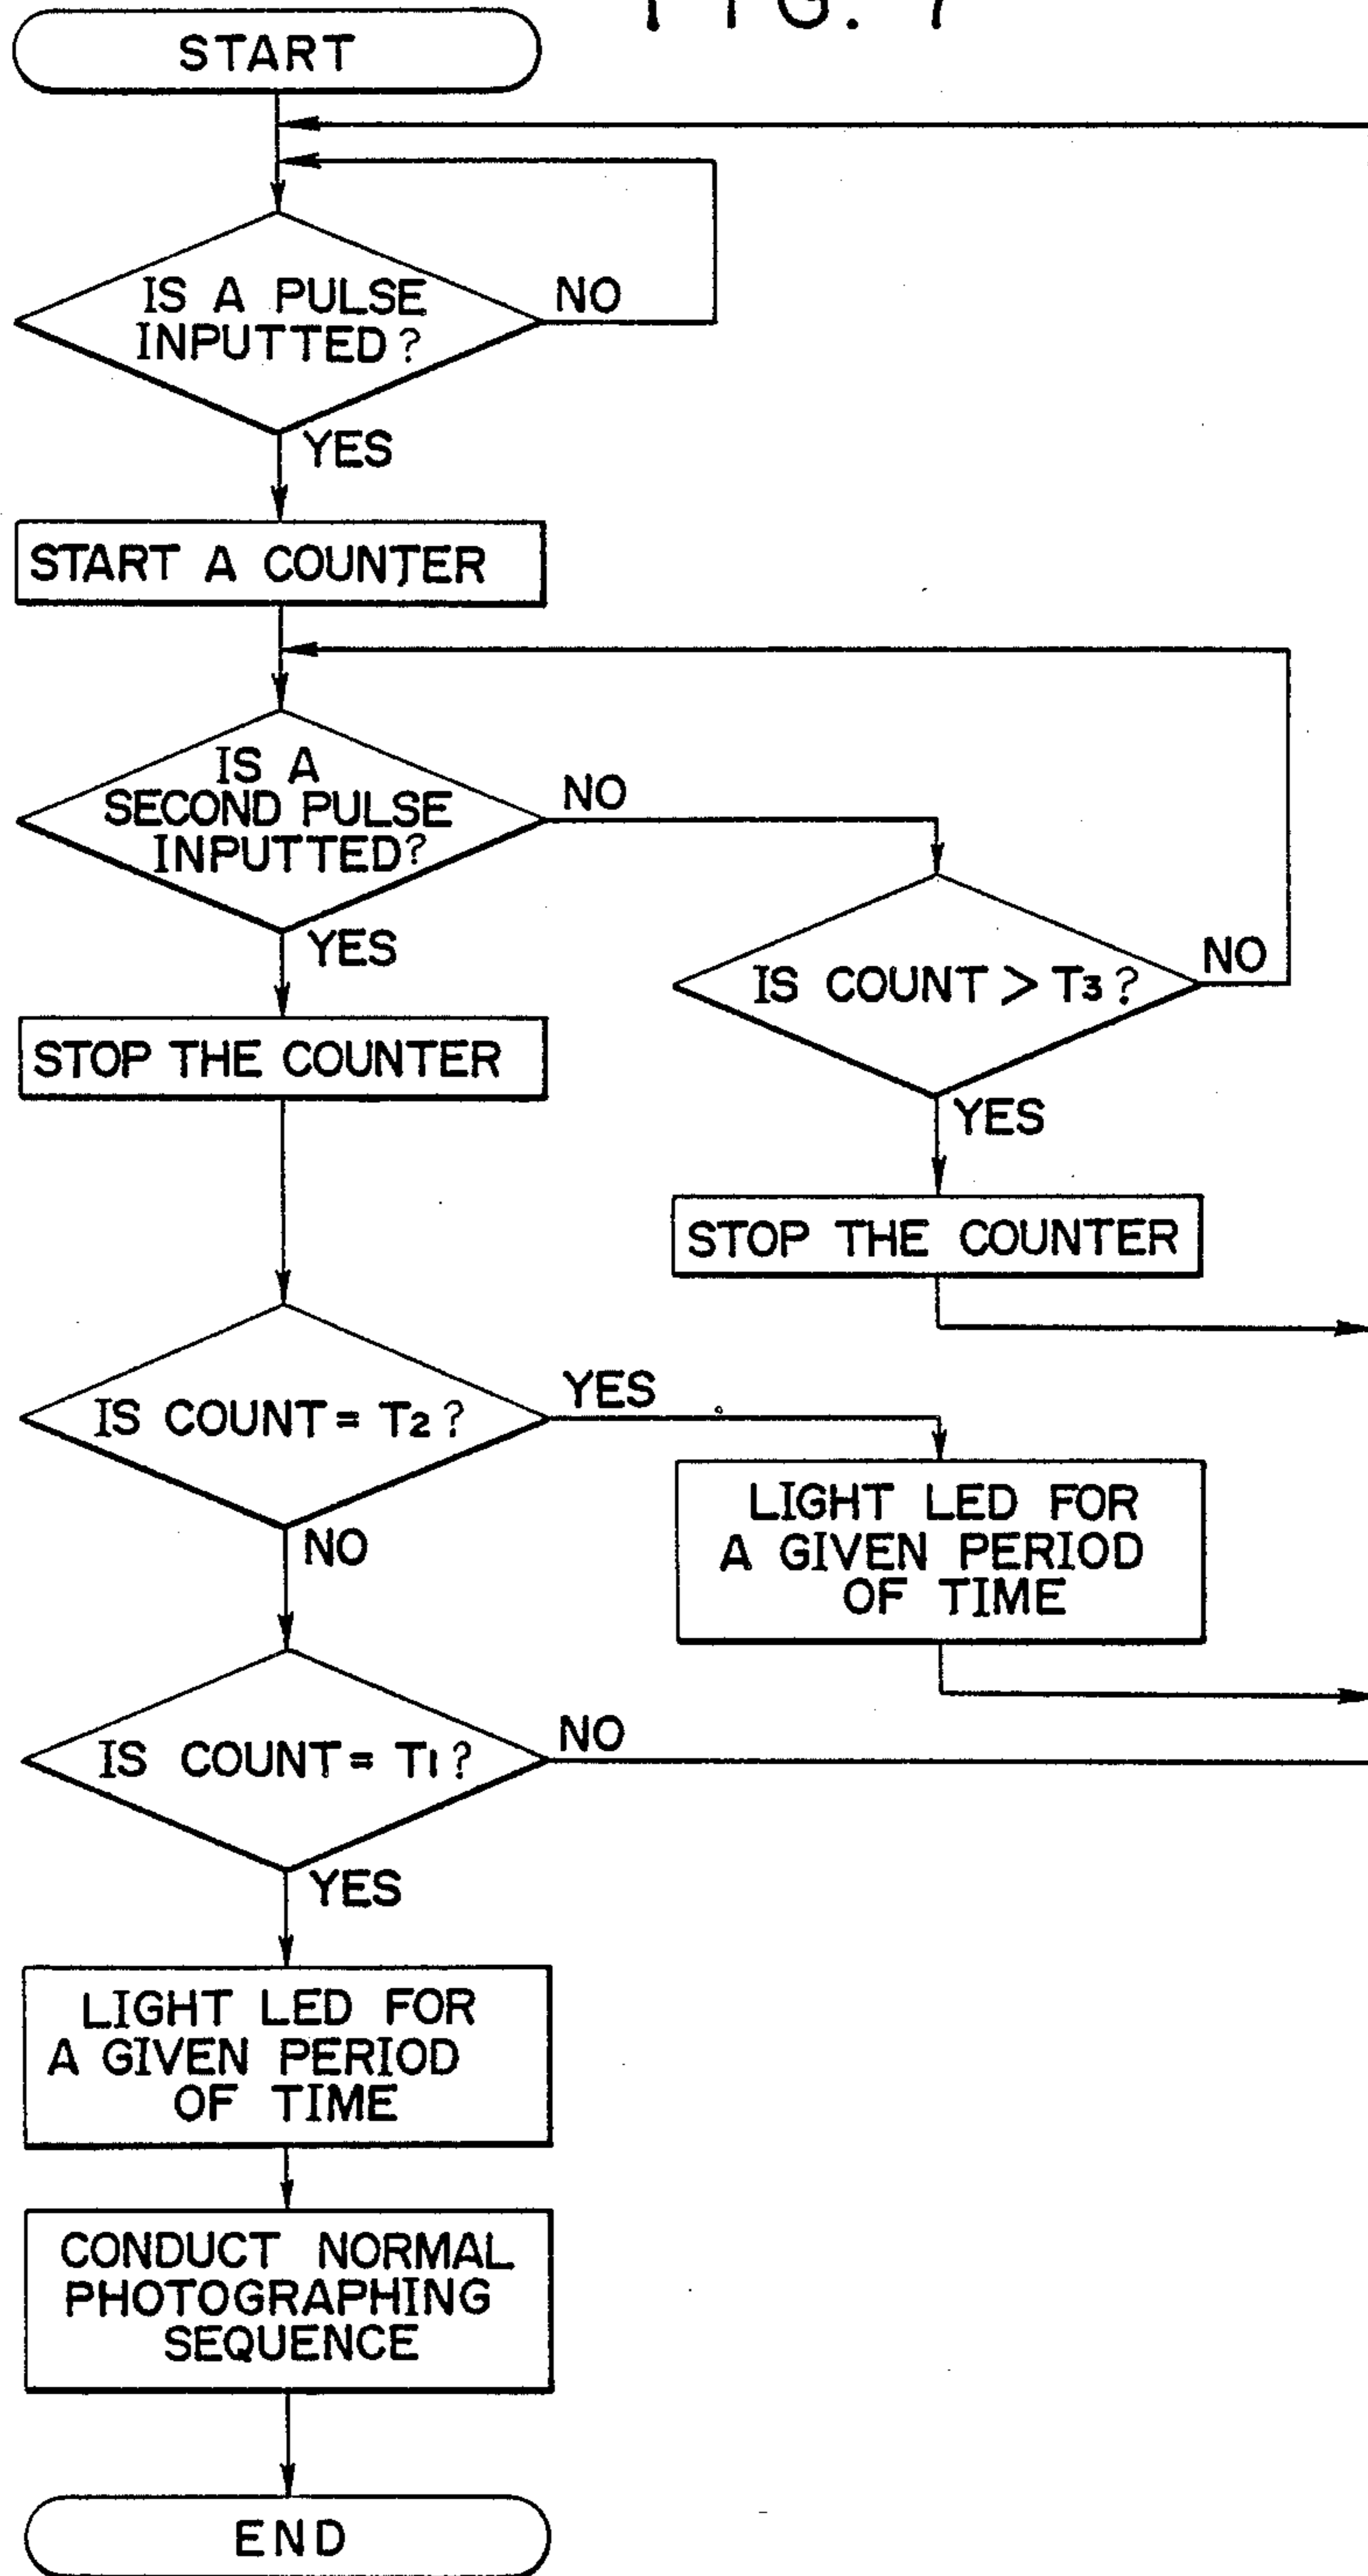 FIG. 7
START
IS A PULSE
INPUTTED?
NO
YES
START A COUNTER
IS A
SECOND PULSE
INPUTTED?
NO
YES
IS COUNT > T3?
NO
YES
STOP THE COUNTER
STOP THE COUNTER
IS COUNT = T2?
YES
NO
LIGHT LED FOR
A GIVEN PERIOD
OF TIME
IS COUNT = T1?
NO
YES
LIGHT LED FOR
A GIVEN PERIOD
OF TIME
CONDUCT NORMAL
PHOTOGRAPHING
SEQUENCE
END